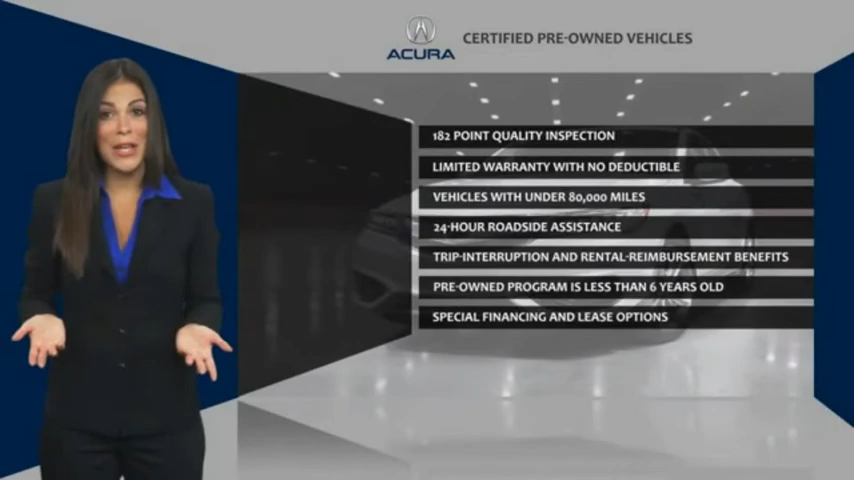 ACURA
CERTIFIED PRE-OWNED VEHICLES
182 POINT QUALITY INSPECTION
LIMITED WARRANTY WITH NO DEDUCTIBLE
VEHICLES WITH UNDER 80,000 MILES
24-HOUR ROADSIDE ASSISTANCE
TRIP-INTERRUPTION AND RENTAL-REIMBURSEMENT BENEFITS
PRE-OWNED PROGRAM IS LESS THAN 6 YEARS OLD
SPECIAL FINANCING AND LEASE OPTIONS